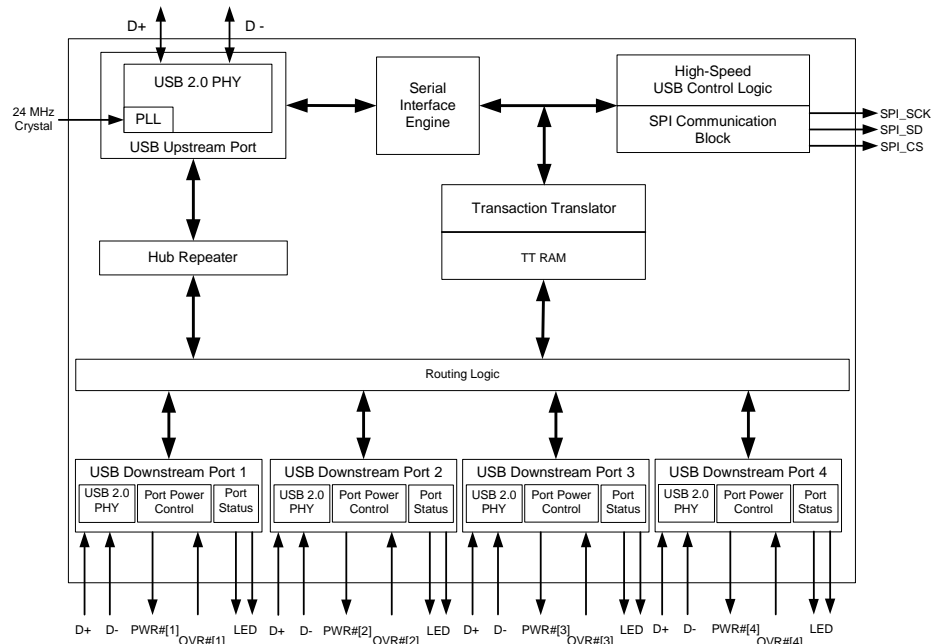 D+ D -
USB 2.0 PHY
PLL
USB Upstream Port
24 MHz
Crystal
Serial
Interface
Engine
High-Speed
USB Control Logic
SPI Communication
Block
SPI_SCK
SPI_SD
SPI_CS
Transaction Translator
TT RAM
Hub Repeater
Routing Logic
USB Downstream Port 1
USB 2.0
PHY
Port Power
Control
Port
Status
USB Downstream Port 2
USB 2.0
PHY
Port Power
Control
Port
Status
USB Downstream Port 3
USB 2.0
PHY
Port Power
Control
Port
Status
USB Downstream Port 4
USB 2.0
PHY
Port Power
Control
Port
Status
D+ D- PWR#[1] OVR#[1] LED
D+ D- PWR#[2] OVR#[2] LED
D+ D- PWR#[3] OVR#[3] LED
D+ D- PWR#[4] OVR#[4] LED